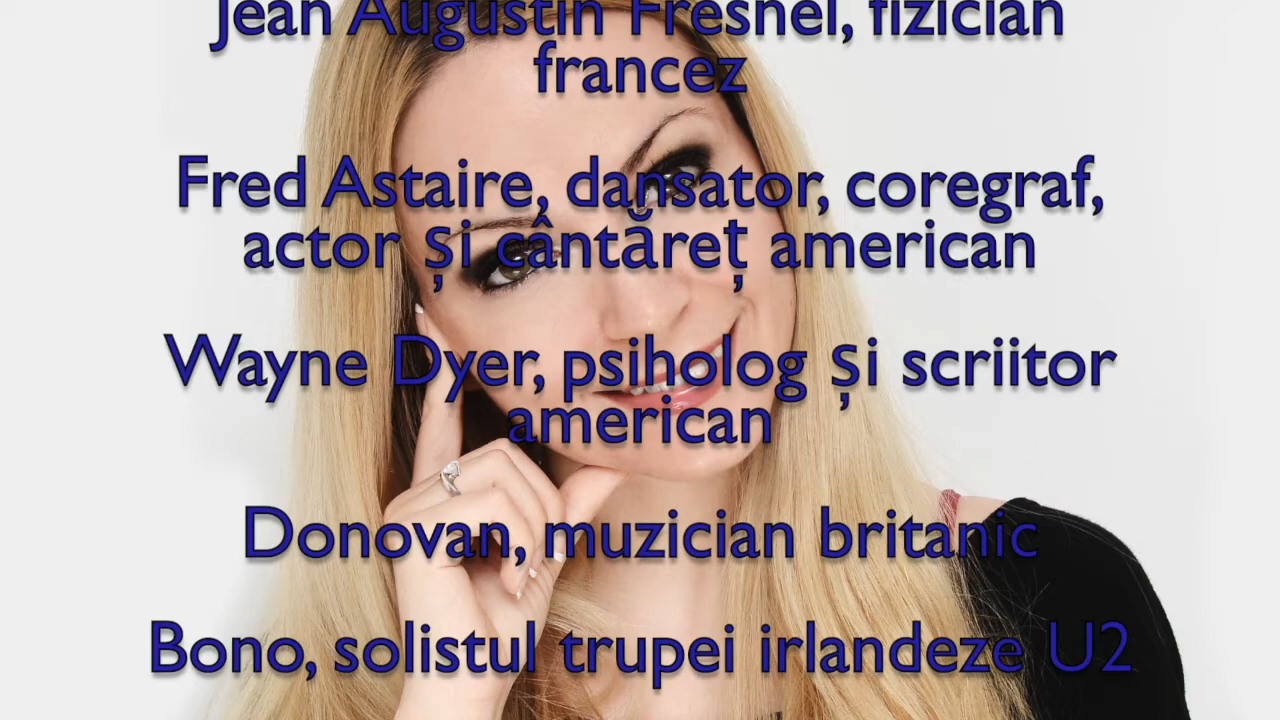 Jean Augustin Fresnel, fizician
francez
Fred Astaire, dansator, coregraf,
actor și cântăreț american
Wayne Dyer, psiholog și scriitor
american
Donovan, muzician britanic
Bono, solistul trupei irlandeze U2